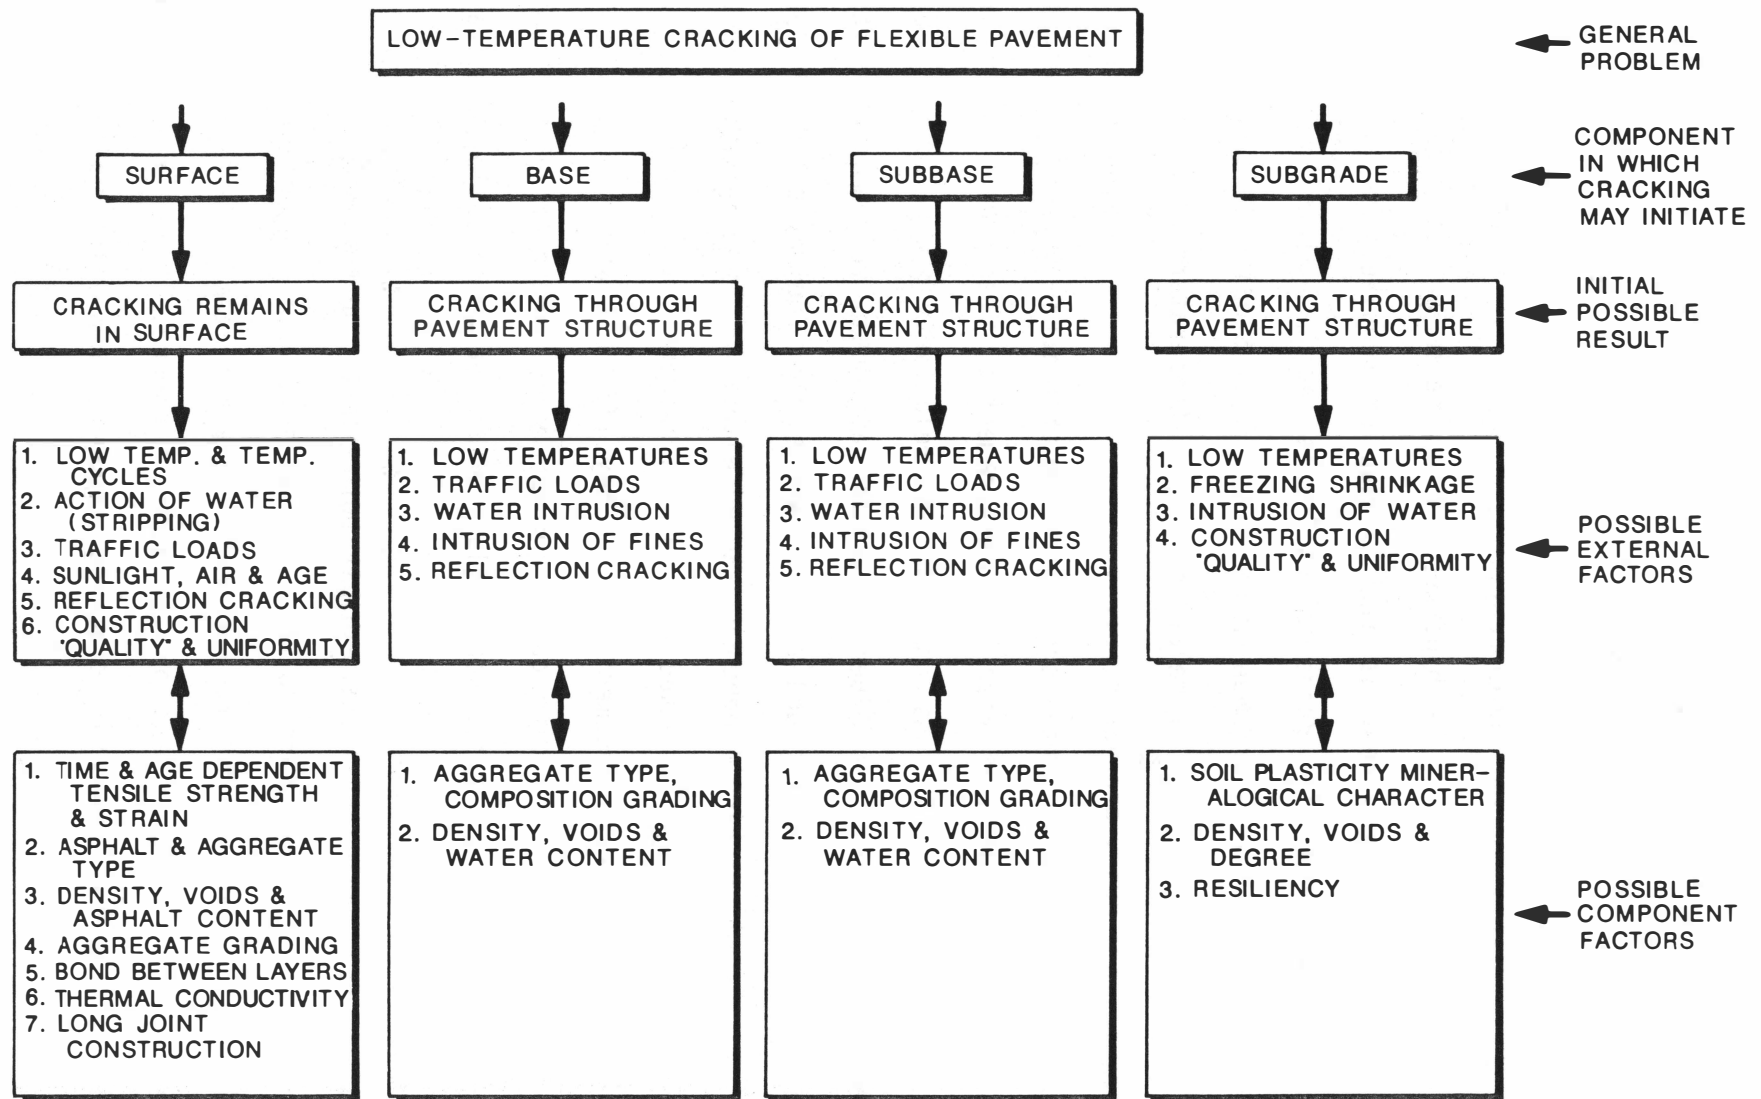 LOW-TEMPERATURE CRACKING OF FLEXIBLE PAVEMENT
GENERAL
PROBLEM
SURFACE
BASE
SUBBASE
SUBGRADE
COMPONENT
IN WHICH
CRACKING
MAY INITIATE
CRACKING REMAINS
IN SURFACE
CRACKING THROUGH
PAVEMENT STRUCTURE
CRACKING THROUGH
PAVEMENT STRUCTURE
CRACKING THROUGH
PAVEMENT STRUCTURE
INITIAL
POSSIBLE
RESULT
1. LOW TEMP. & TEMP.
CYCLES
2. ACTION OF WATER
(STRIPPING)
3. TRAFFIC LOADS
4. SUNLIGHT, AIR & AGE
5. REFLECTION CRACKING
6. CONSTRUCTION
"QUALITY" & UNIFORMITY
1. LOW TEMPERATURES
2. TRAFFIC LOADS
3. WATER INTRUSION
4. INTRUSION OF FINES
5. REFLECTION CRACKING
1. LOW TEMPERATURES
2. TRAFFIC LOADS
3. WATER INTRUSION
4. INTRUSION OF FINES
5. REFLECTION CRACKING
1. LOW TEMPERATURES
2. FREEZING SHRINKAGE
3. INTRUSION OF WATER
4. CONSTRUCTION
"QUALITY" & UNIFORMITY
POSSIBLE
EXTERNAL
FACTORS
1. TIME & AGE DEPENDENT
TENSILE STRENGTH
& STRAIN
2. ASPHALT & AGGREGATE
TYPE
3. DENSITY, VOIDS &
ASPHALT CONTENT
4. AGGREGATE GRADING
5. BOND BETWEEN LAYERS
6. THERMAL CONDUCTIVITY
7. LONG JOINT
CONSTRUCTION
1. AGGREGATE TYPE,
COMPOSITION GRADING
2. DENSITY, VOIDS &
WATER CONTENT
1. AGGREGATE TYPE,
COMPOSITION GRADING
2. DENSITY, VOIDS &
WATER CONTENT
1. SOIL PLASTICITY MINER-
ALOGICAL CHARACTER
2. DENSITY, VOIDS &
DEGREE
3. RESILIENCY
POSSIBLE
COMPONENT
FACTORS